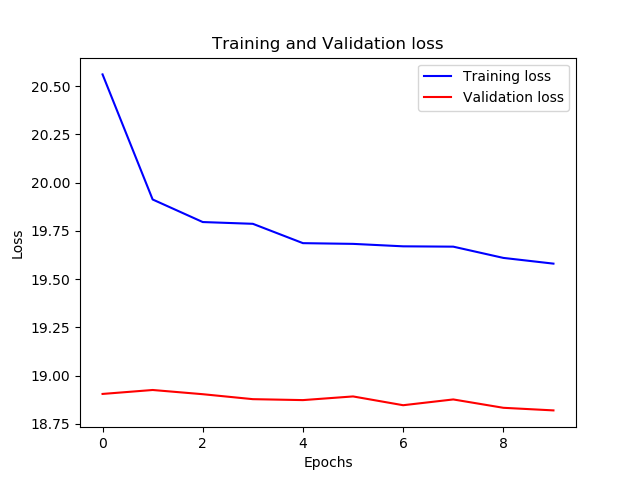 Training and Validation loss
Training loss
Validation loss
20.50
20.25
20.00
19.75
19.50
19.25
19.00
18.75
Loss
0 2 4 6 8
Epochs